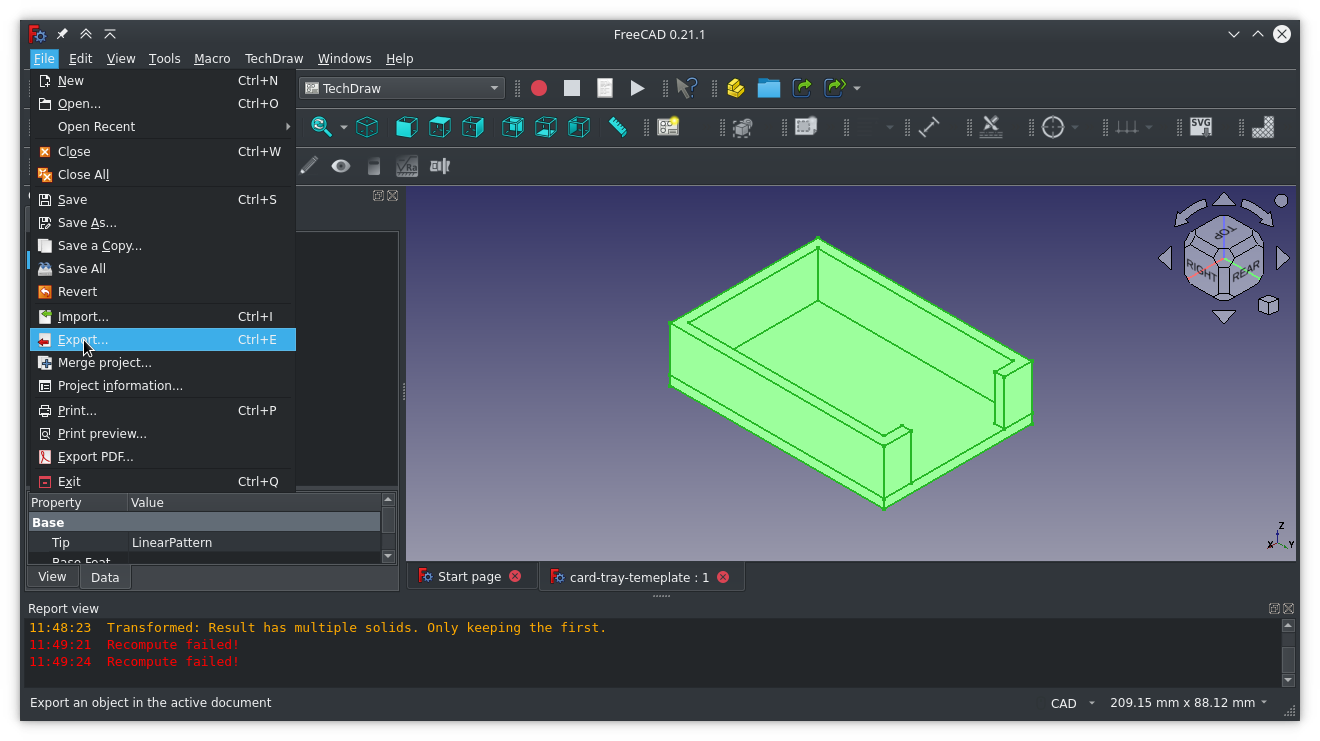 FreeCAD 0.21.1
File Edit View Tools Macro TechDraw Windows Help
New Ctrl+N
TechDraw
Open... Ctrl+O
Open Recent
SVG
Close Ctrl+W
Close All
Save Ctrl+S
Save As...
Save a Copy...
Save All
Revert
Import... Ctrl+I
Export... Ctrl+E
Merge project...
Project information...
Print... Ctrl+P
Print preview...
Export PDF...
Exit Ctrl+Q
TOP
RIGHT REAR
Z
X Y
Property Value
Base
Tip LinearPattern
View Data
Start page card-tray-temeplate : 1
Report view
11:48:23 Transformed: Result has multiple solids. Only keeping the first.
11:49:21 Recompute failed!
11:49:24 Recompute failed!
Export an object in the active document CAD 209.15 mm x 88.12 mm